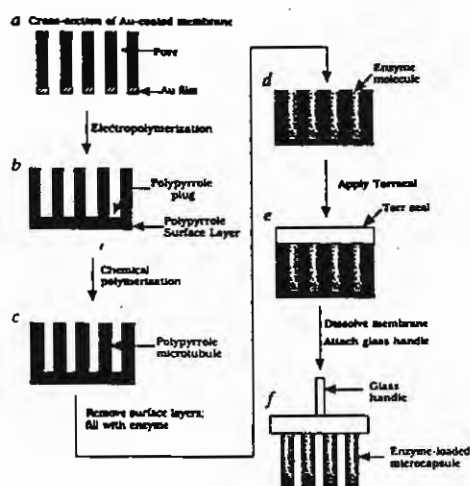 a Cross-section of Au-coated membrane
Pore
Au film
Electropolymerization
b
Polypyrrole
plug
Polypyrrole
Surface Layer
Chemical
polymerization
c
Polypyrrole
microtubule
Remove surface layers;
fill with enzyme
d
Enzyme
molecule
Apply Torrseal
e
Torr seal
Dissolve membrane
Attach glass handle
f
Glass
handle
Enzyme-loaded
microcapsule